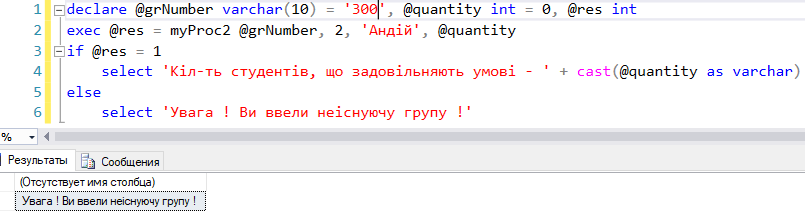 1 declare @grNumber varchar(10) = '300', @quantity int = 0, @res int
2 exec @res = myProc2 @grNumber, 2, 'Андій', @quantity
3 if @res = 1
4 select 'Кіл-ть студентів, що задовільняють умові - ' + cast(@quantity as varchar)
5 else
6 select 'Увага ! Ви ввели неіснуючу групу !'
%
Результаты Сообщения
(Отсутствует имя столбца)
Увага ! Ви ввели неіснуючу групу !